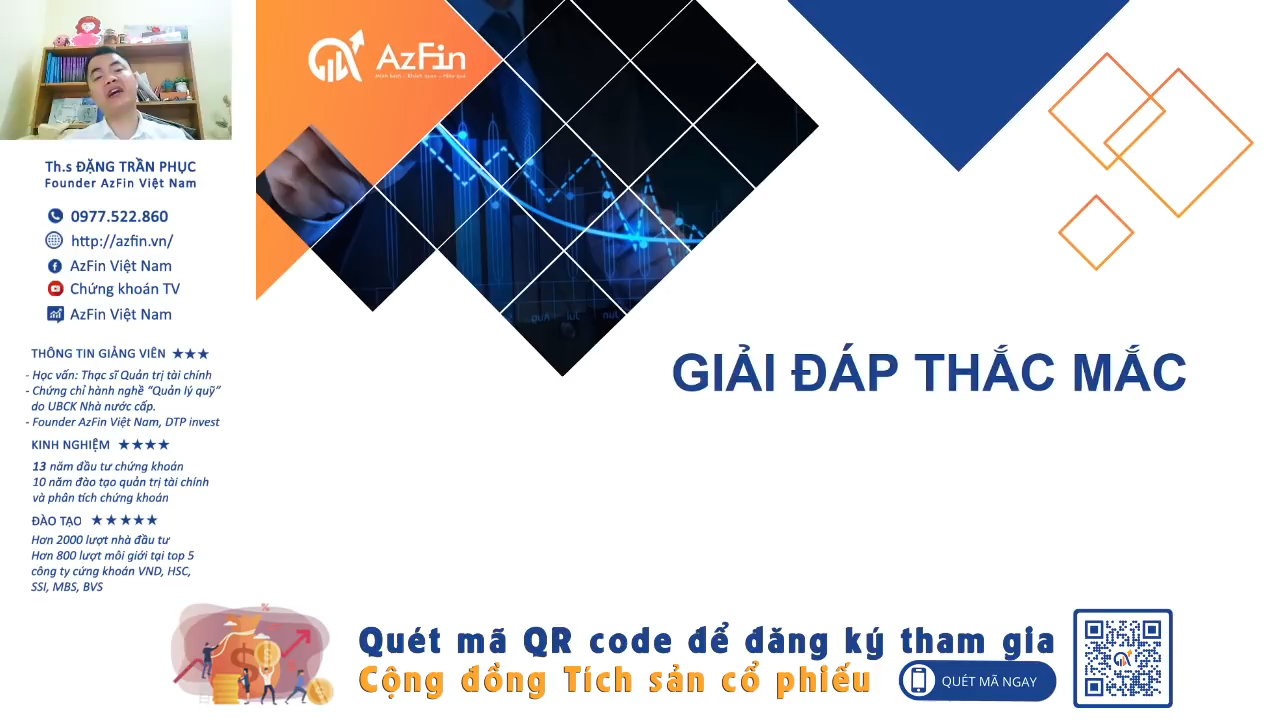 AzFin
Minh bạch - Khách quan - Hiệu quả
Th.s ĐẶNG TRẦN PHỤC
Founder AzFin Việt Nam
0977.522.860
http://azfin.vn/
AzFin Việt Nam
Chứng khoán TV
AzFin Việt Nam
THÔNG TIN GIẢNG VIÊN ★★★
- Học vấn: Thạc sĩ Quản trị tài chính
- Chứng chỉ hành nghề “Quản lý quỹ”
do UBCK Nhà nước cấp.
- Founder AzFin Việt Nam, DTP invest
KINH NGHIỆM ★★★★
13 năm đầu tư chứng khoán
10 năm đào tạo quản trị tài chính
và phân tích chứng khoán
ĐÀO TẠO ★★★★★
Hơn 2000 lượt nhà đầu tư
Hơn 800 lượt môi giới tại top 5
công ty cứng khoán VND, HSC,
SSI, MBS, BVS
GIẢI ĐÁP THẮC MẮC
Quét mã QR code để đăng ký tham gia
Cộng đồng Tích sản cổ phiếu
QUÉT MÃ NGAY